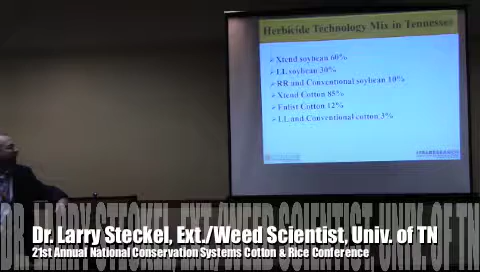 Herbicide Technology Mix in Tennessee
Xtend soybean 60%
LL soybean 30%
RR and Conventional soybean 10%
Xtend Cotton 85%
Enlist Cotton 12%
LL and Conventional cotton 3%
DR. LARRY STECKEL, EXT./WEED SCIENTIST, UNIV. OF TN
Dr. Larry Steckel, Ext./Weed Scientist, Univ. of TN
21st Annual National Conservation Systems Cotton & Rice Conference